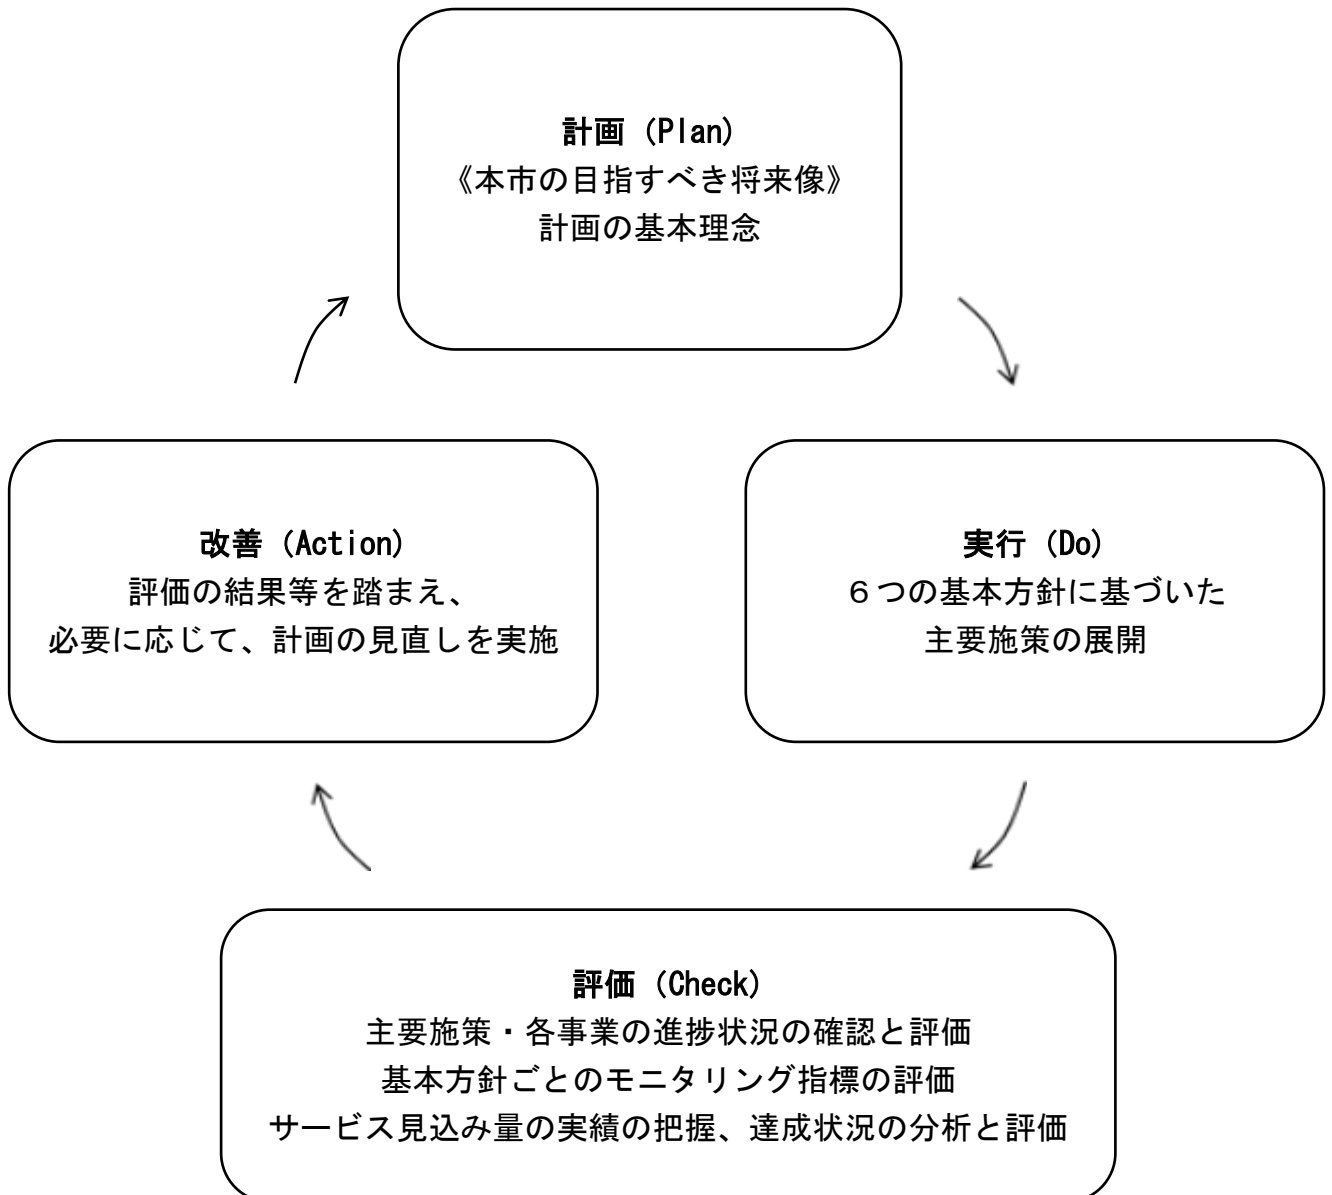 計画（Plan）
《本市の目指すべき将来像》
計画の基本理念
改善（Action）
評価の結果等を踏まえ、
必要に応じて、計画の見直しを実施
実行（Do）
６つの基本方針に基づいた
主要施策の展開
評価（Check）
主要施策・各事業の進捗状況の確認と評価
基本方針ごとのモニタリング指標の評価
サービス見込み量の実績の把握、達成状況の分析と評価